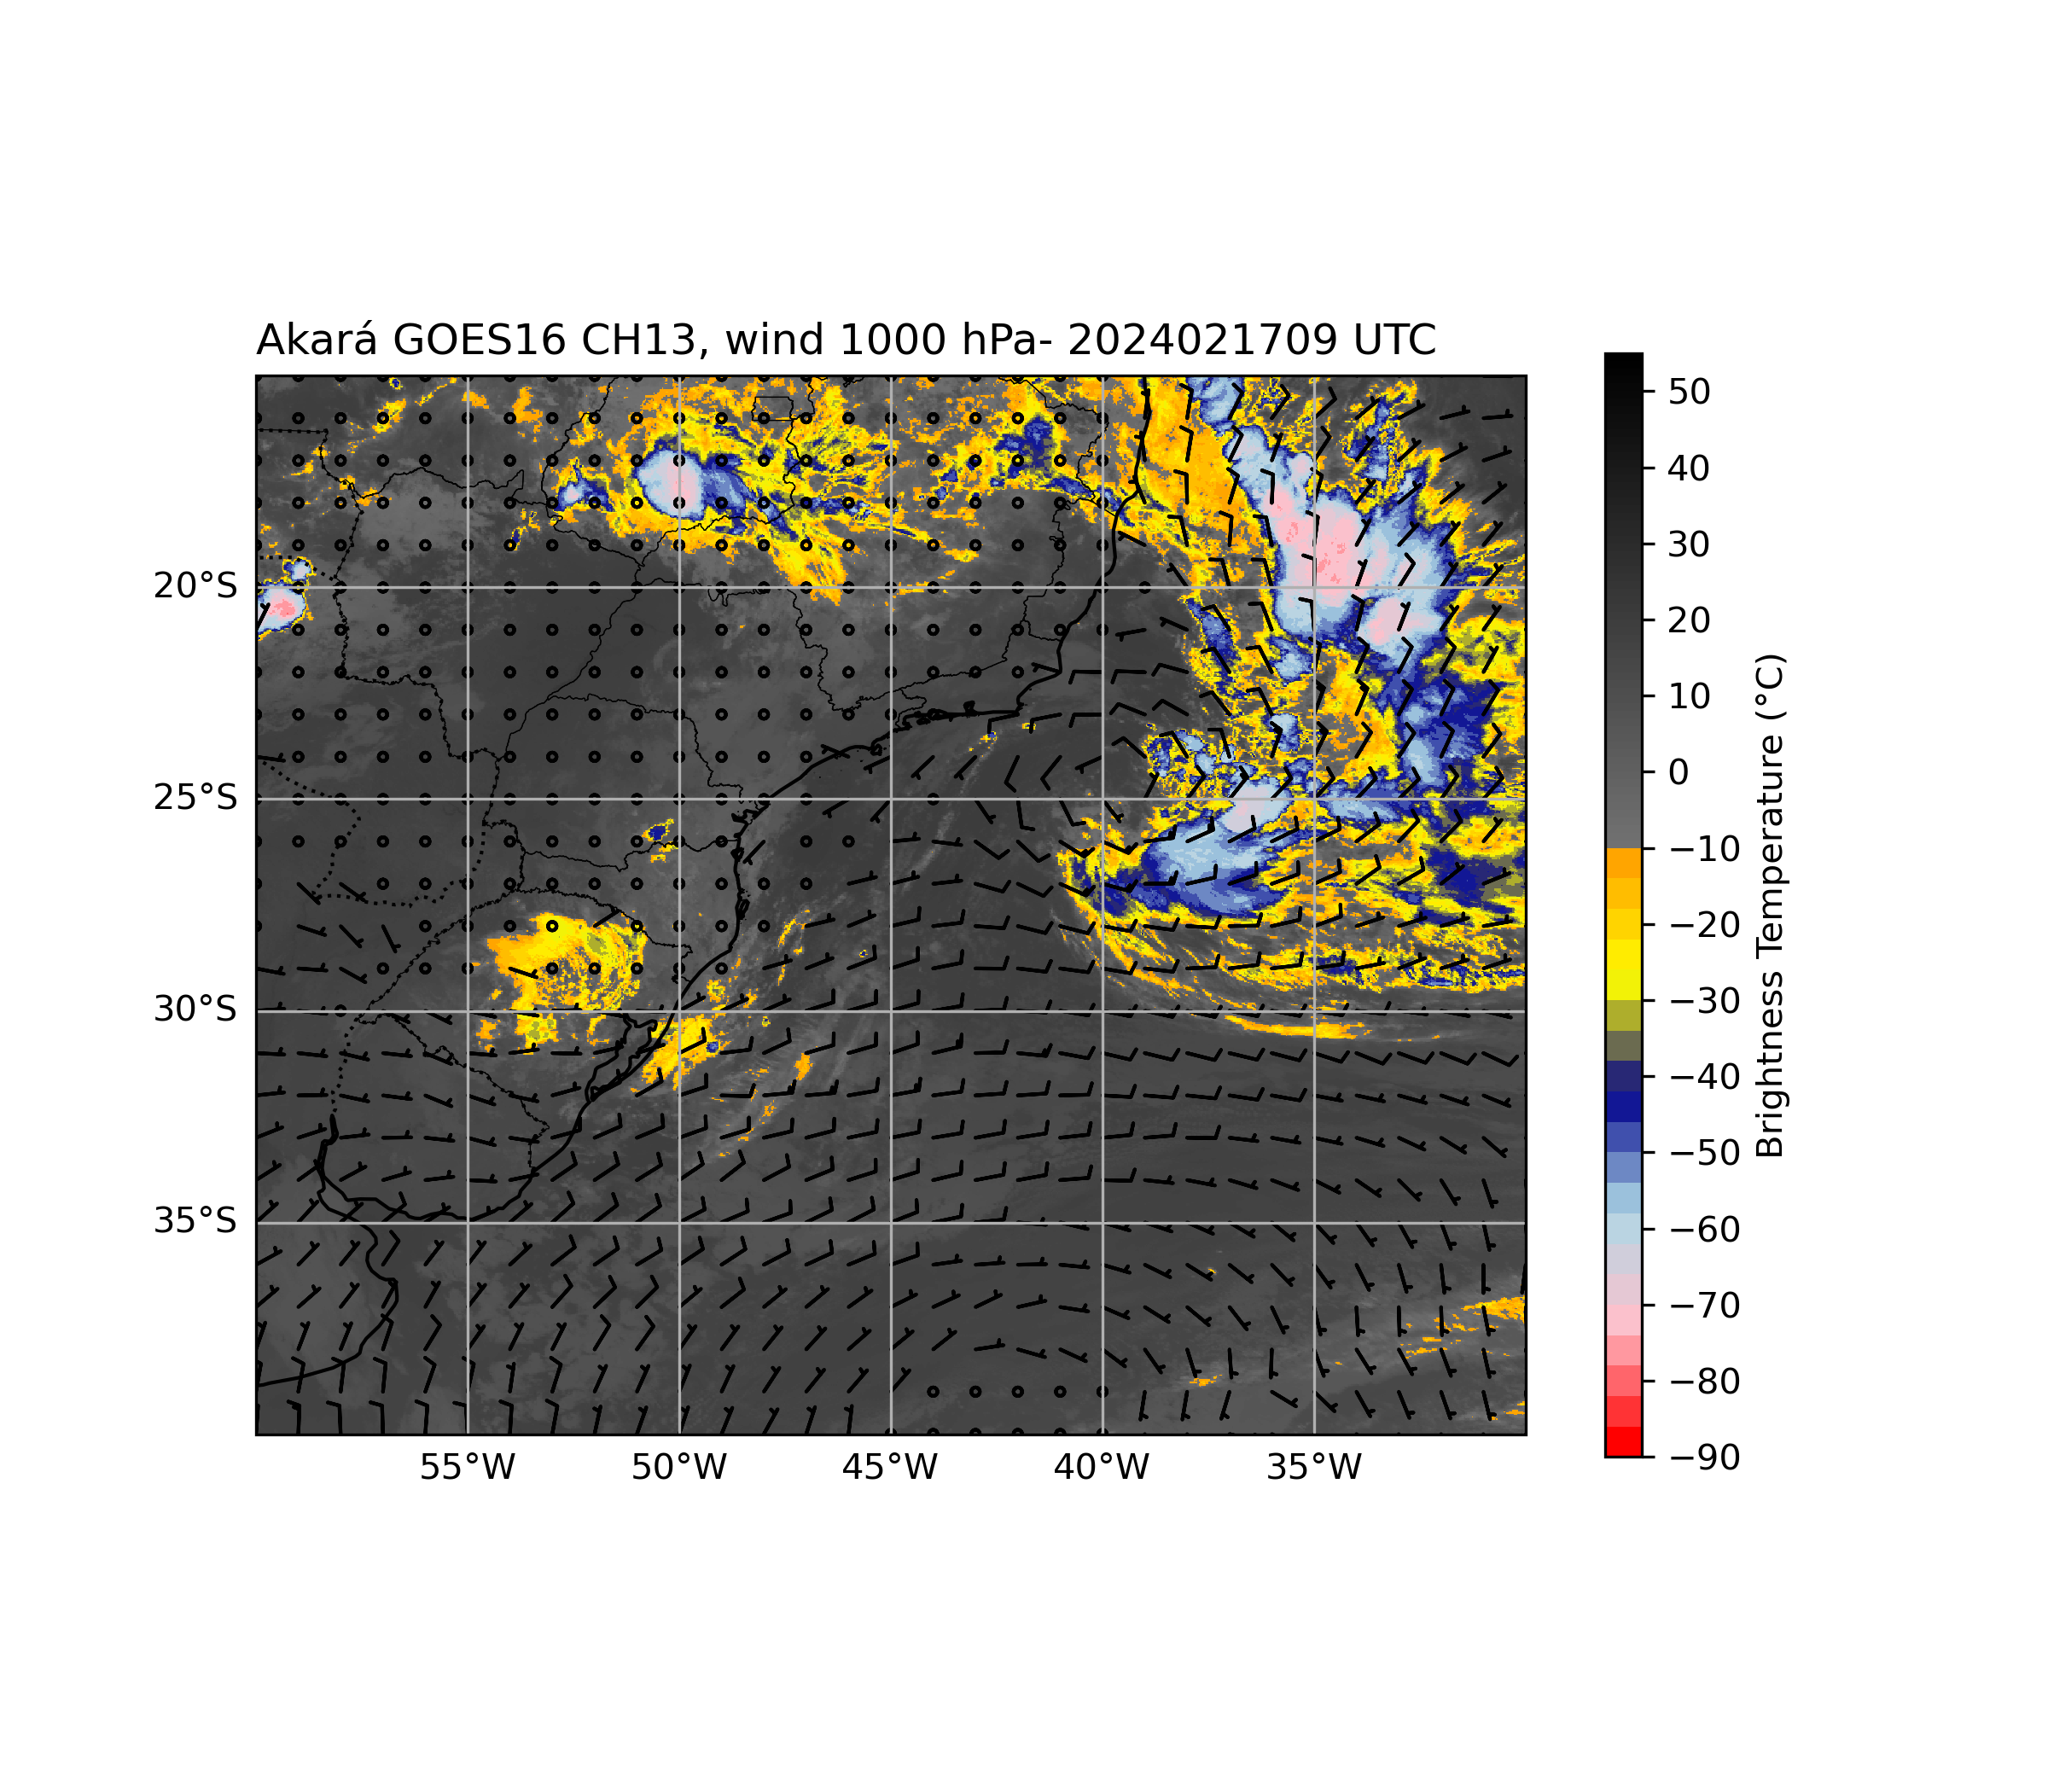 Akará GOES16 CH13, wind 1000 hPa- 2024021709 UTC
20°S
25°S
30°S
35°S
55°W
50°W
45°W
40°W
35°W
50
40
30
20
10
0
−10
−20
−30
−40
−50
−60
−70
−80
−90
Brightness Temperature (°C)